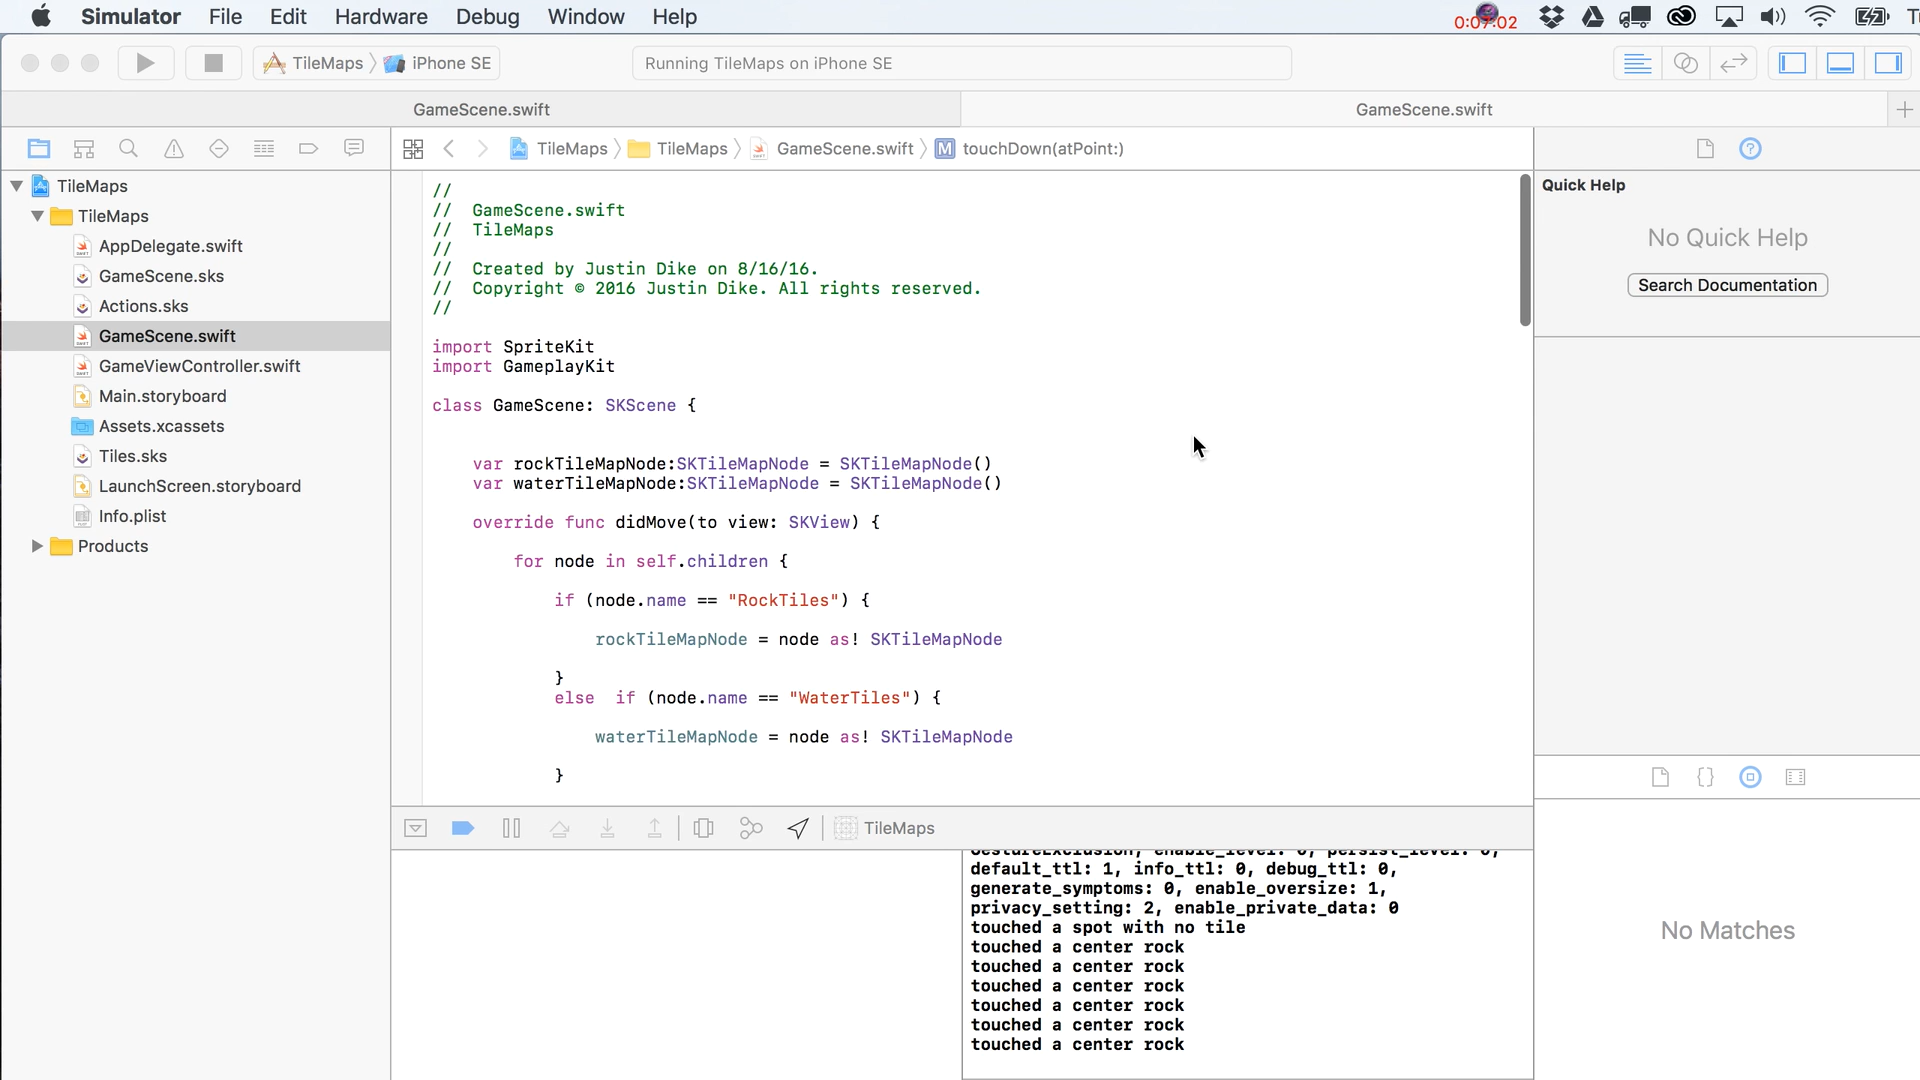 Simulator File Edit Hardware Debug Window Help
0:07:02
TileMaps iPhone SE
Running TileMaps on iPhone SE
GameScene.swift
GameScene.swift
TileMaps TileMaps GameScene.swift M touchDown(atPoint:)
TileMaps
TileMaps
AppDelegate.swift
GameScene.sks
Actions.sks
GameScene.swift
GameViewController.swift
Main.storyboard
Assets.xcassets
Tiles.sks
LaunchScreen.storyboard
Info.plist
Products
//
//  GameScene.swift
//  TileMaps
//
//  Created by Justin Dike on 8/16/16.
//  Copyright © 2016 Justin Dike. All rights reserved.
//
import SpriteKit
import GameplayKit
class GameScene: SKScene {
var rockTileMapNode:SKTileMapNode = SKTileMapNode()
var waterTileMapNode:SKTileMapNode = SKTileMapNode()
override func didMove(to view: SKView) {
for node in self.children {
if (node.name == "RockTiles") {
rockTileMapNode = node as! SKTileMapNode
}
else  if (node.name == "WaterTiles") {
waterTileMapNode = node as! SKTileMapNode
}
Quick Help
No Quick Help
Search Documentation
TileMaps
GestureExclusion, enable_level: 0, persist_level: 0,
default_ttl: 1, info_ttl: 0, debug_ttl: 0,
generate_symptoms: 0, enable_oversize: 1,
privacy_setting: 2, enable_private_data: 0
touched a spot with no tile
touched a center rock
touched a center rock
touched a center rock
touched a center rock
touched a center rock
touched a center rock
No Matches